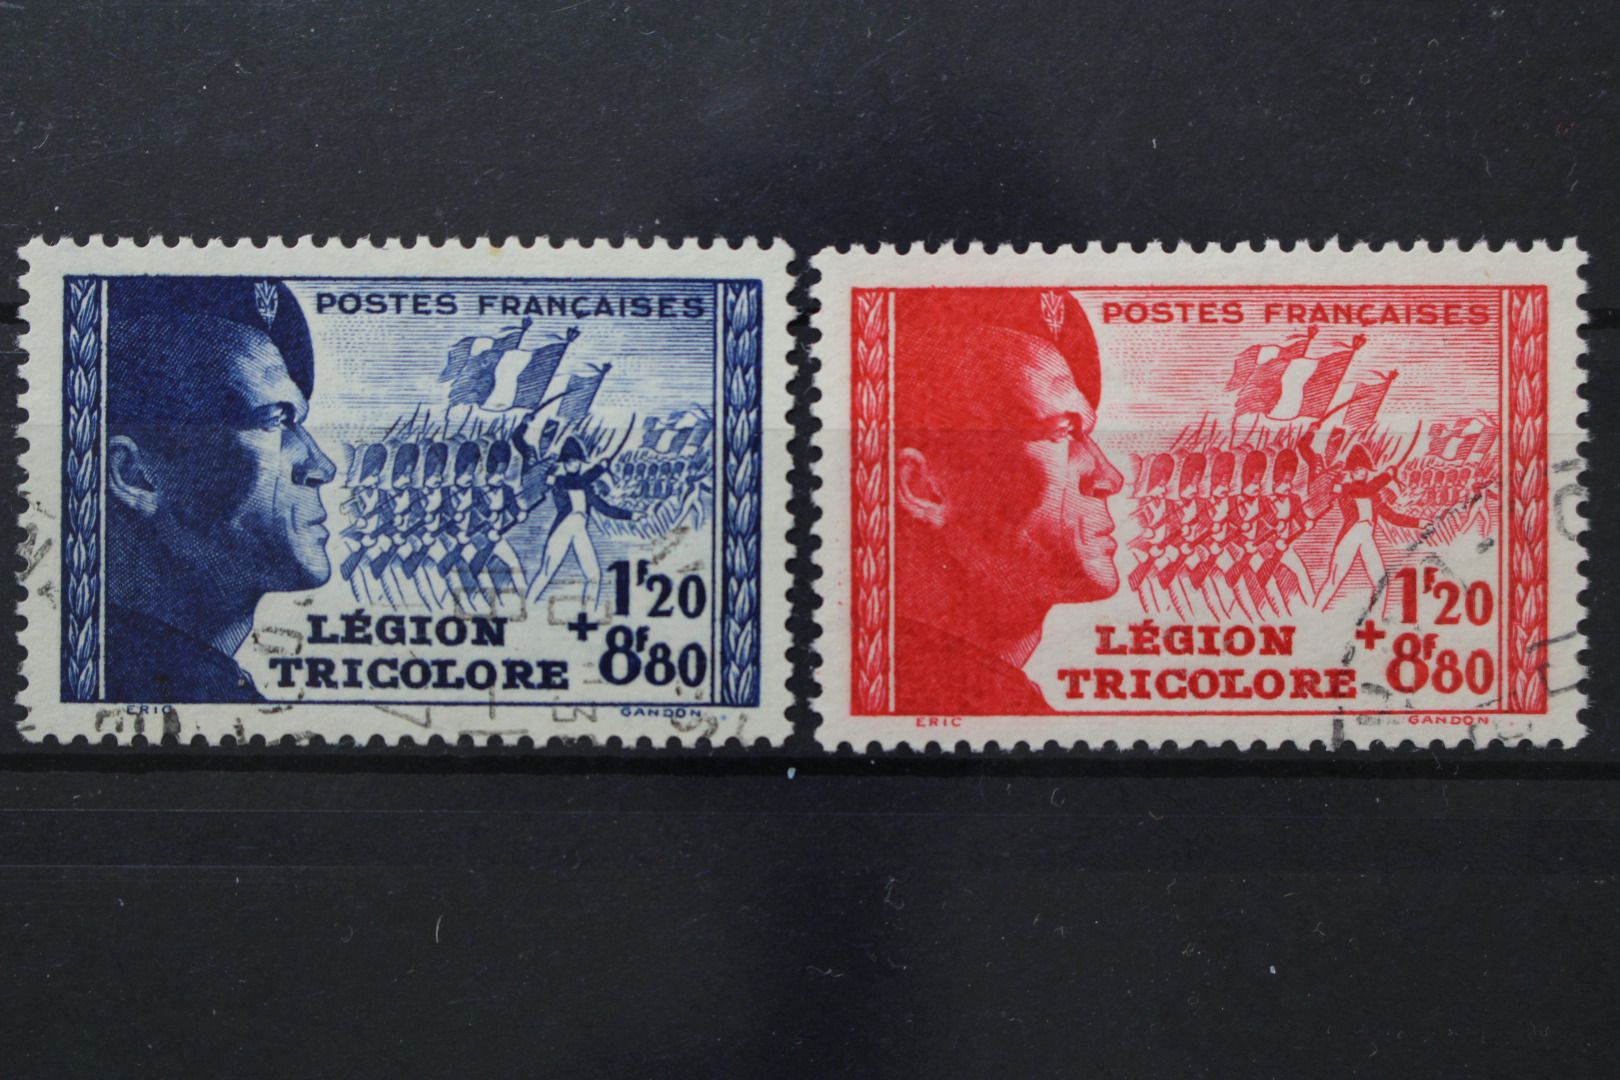 POSTES FRANÇAISES
1F20
+ 8F80
LÉGION
TRICOLORE
ERIC
GANDON
POSTES FRANÇAISES
1F20
+ 8F80
LÉGION
TRICOLORE
ERIC
GANDON